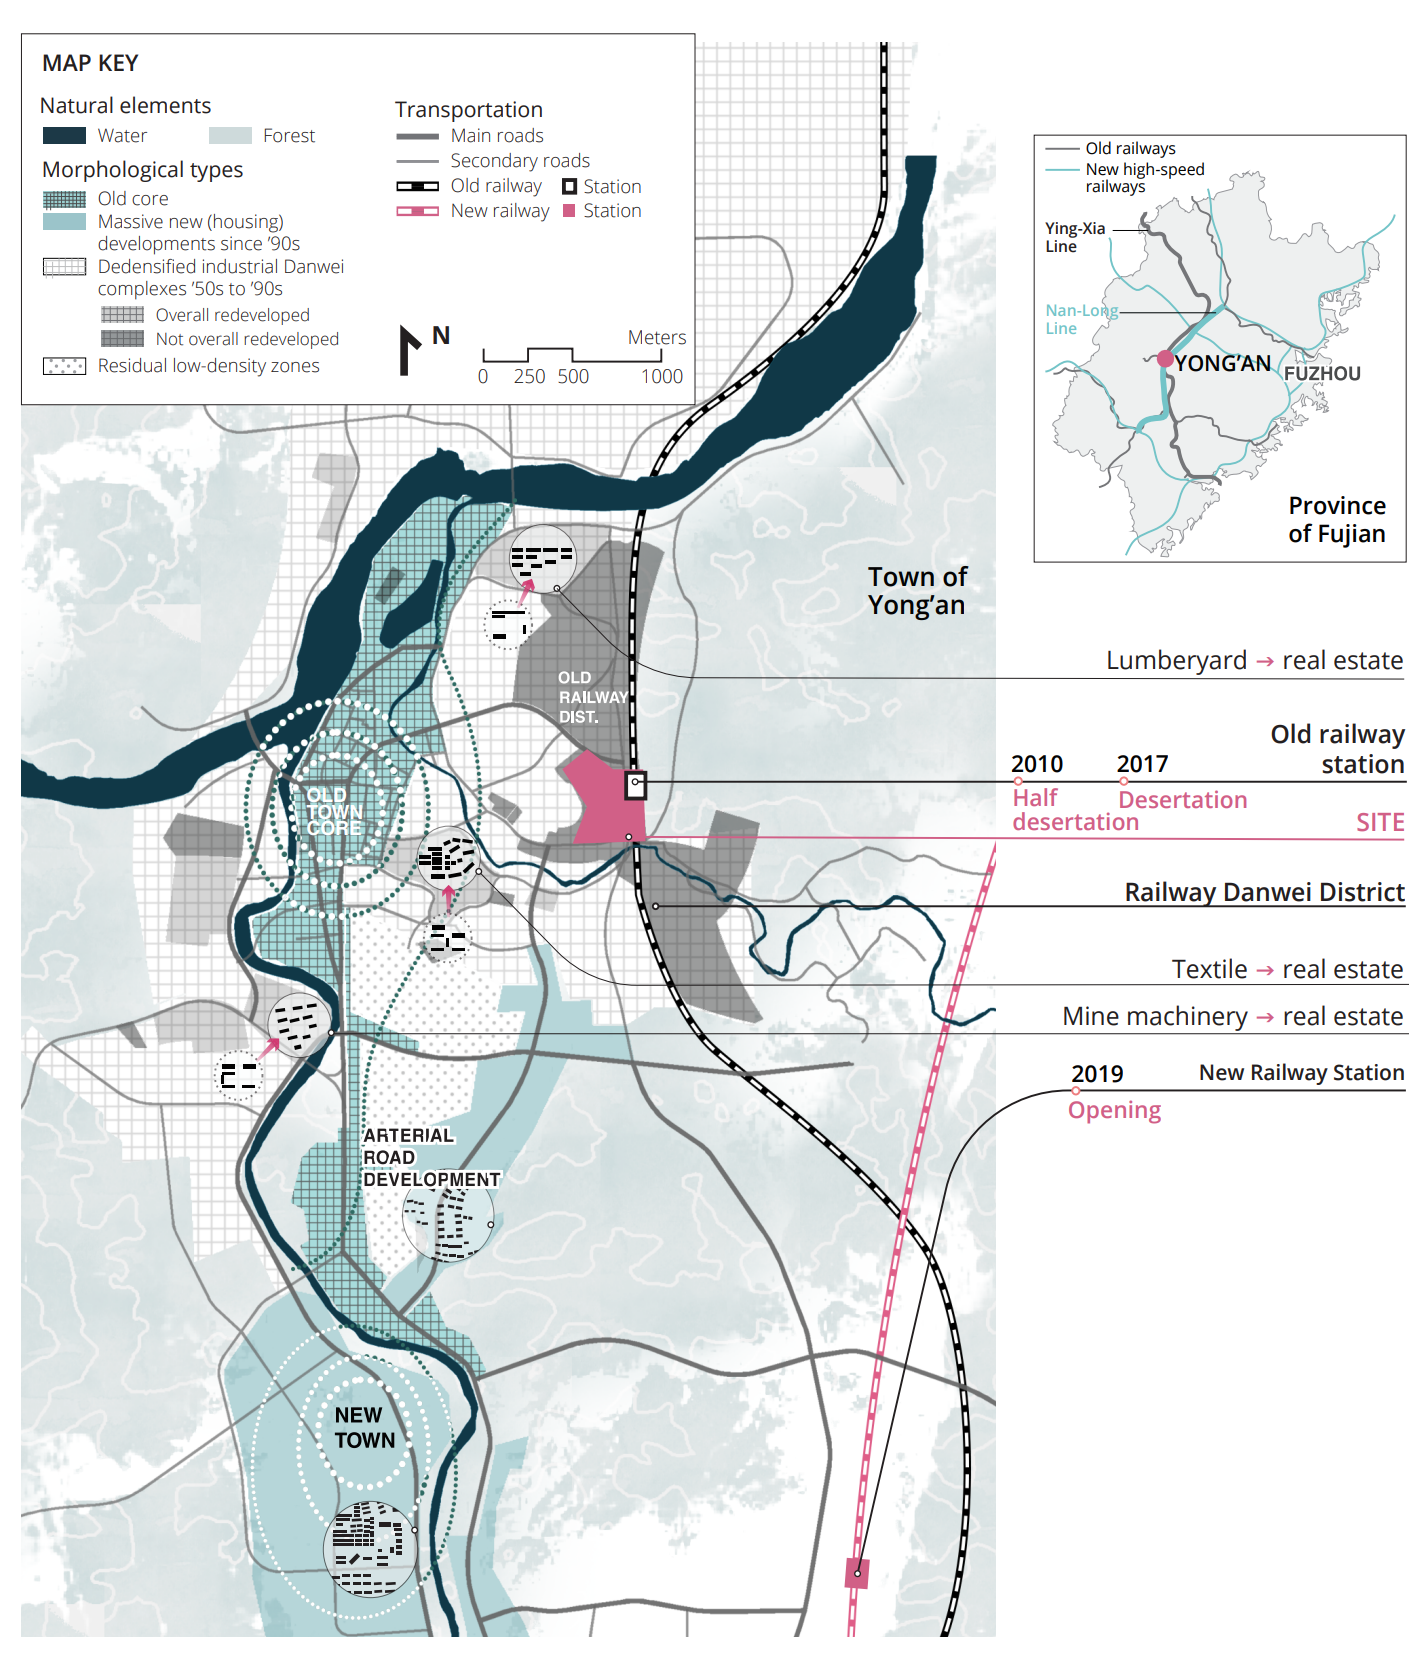 MAP KEY
Natural elements
Water
Forest
Morphological types
Old core
Massive new (housing)
developments since ’90s
Dedensified industrial Danwei
complexes ’50s to ’90s
Overall redeveloped
Not overall redeveloped
Residual low-density zones
Transportation
Main roads
Secondary roads
Old railway
Station
New railway
Station
N
Meters
0 250 500 1000
Old railways
New high-speed
railways
Ying-Xia
Line
Nan-Long
Line
YONG’AN
FUZHOU
Province
of Fujian
Town of
Yong’an
OLD
RAILWAY
DIST.
OLD
TOWN
CORE
ARTERIAL
ROAD
DEVELOPMENT
NEW
TOWN
Lumberyard → real estate
Old railway
station
2010
Half
desertation
2017
Desertation
SITE
Railway Danwei District
Textile → real estate
Mine machinery → real estate
2019
Opening
New Railway Station